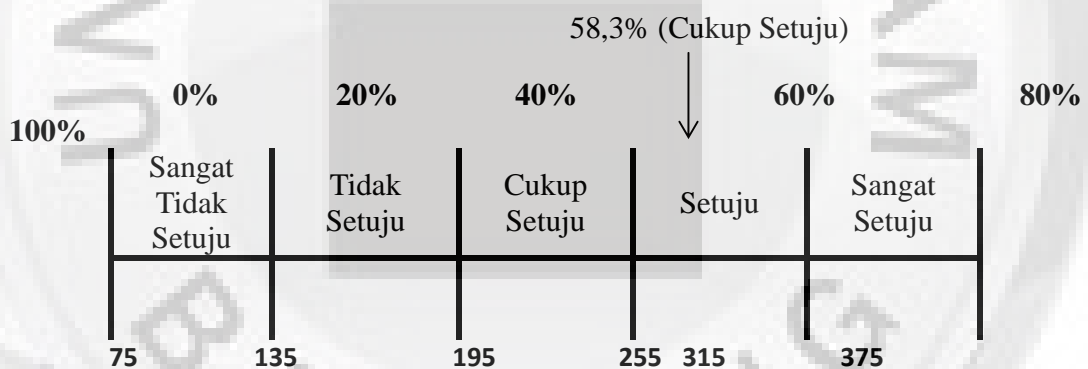 58,3% (Cukup Setuju)
0% 20% 40% 60% 80%
100%
Sangat
Tidak
Setuju
Tidak
Setuju
Cukup
Setuju
Setuju
Sangat
Setuju
75 135 195 255 315 375